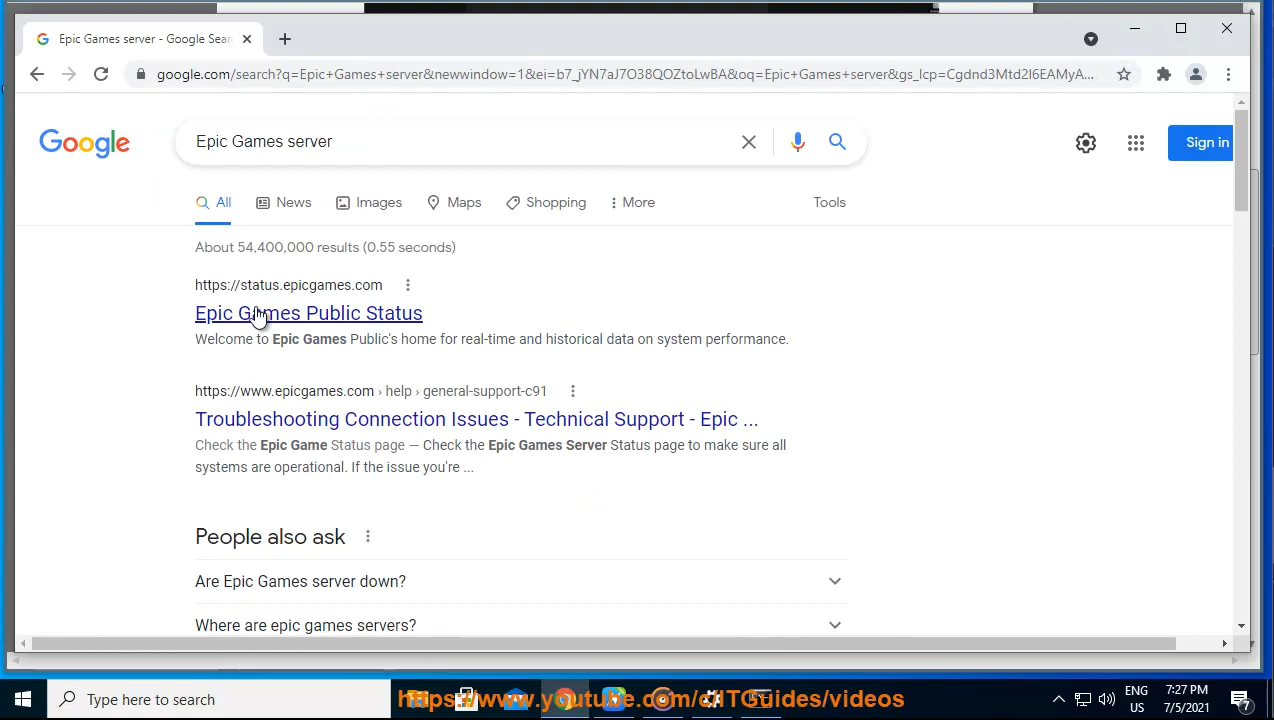 Epic Games server - Google Sear
google.com/search?q=Epic+Games+server&newwindow=1&ei=b7_jYN7aJ7O38QOZtoLwBA&oq=Epic+Games+server&gs_lcp=Cgdnd3Mtd2l6EAMyA...
Google
Epic Games server
Sign in
All News Images Maps Shopping More Tools
About 54,400,000 results (0.55 seconds)
https://status.epicgames.com
Epic Games Public Status
Welcome to Epic Games Public's home for real-time and historical data on system performance.
https://www.epicgames.com › help › general-support-c91
Troubleshooting Connection Issues - Technical Support - Epic ...
Check the Epic Game Status page — Check the Epic Games Server Status page to make sure all
systems are operational. If the issue you're ...
People also ask
Are Epic Games server down?
Where are epic games servers?
Type here to search
https://www.youtube.com/c/ITGuides/videos
ENG
US
7:27 PM
7/5/2021
7